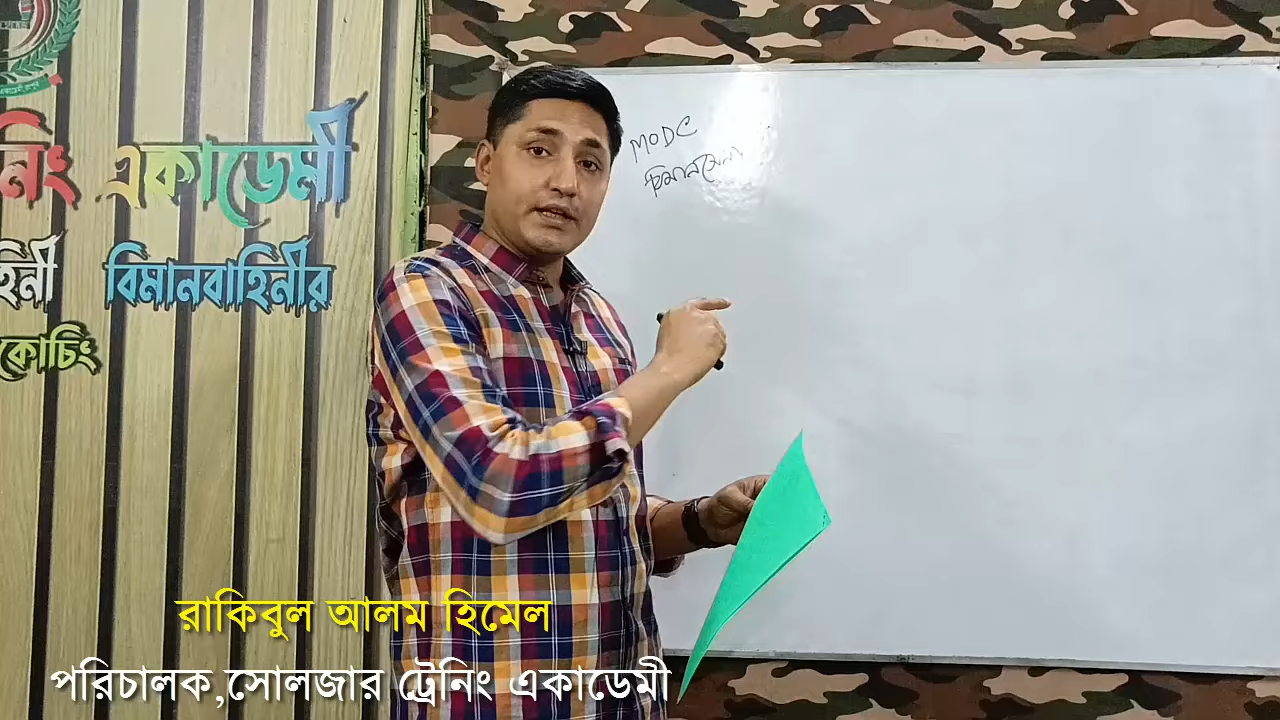 নিং একাডেমী
হিনী বিমানবাহিনীর
কোচিং
MODC
রাকিবুল আলম হিমেল
পরিচালক,সোলজার ট্রেনিং একাডেমী